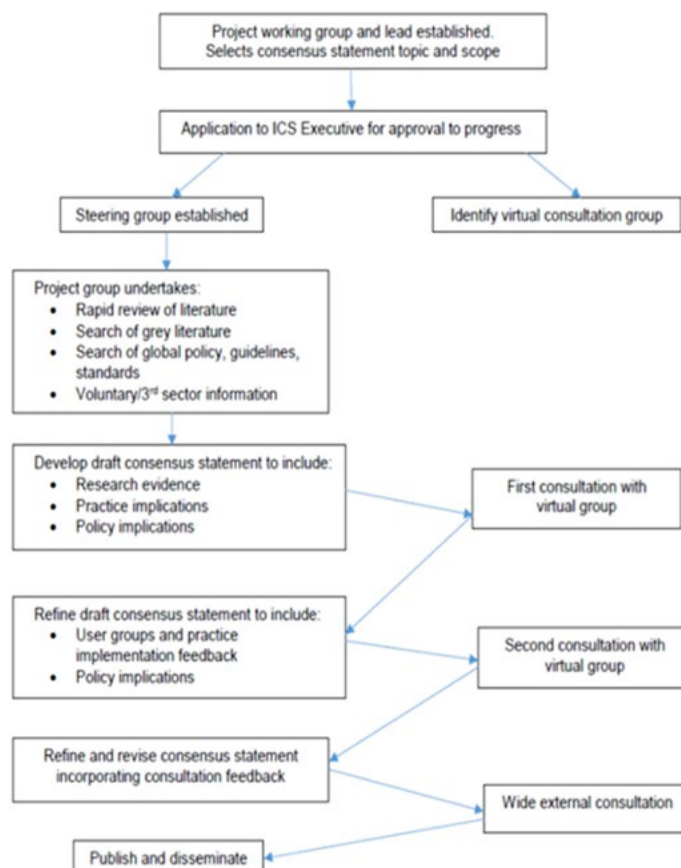 Project working group and lead established.
Selects consensus statement topic and scope
Application to ICS Executive for approval to progress
Steering group established
Identify virtual consultation group
Project group undertakes:
• Rapid review of literature
• Search of grey literature
• Search of global policy, guidelines,
standards
• Voluntary/3rd sector information
Develop draft consensus statement to include:
• Research evidence
• Practice implications
• Policy implications
First consultation with
virtual group
Refine draft consensus statement to include:
• User groups and practice
implementation feedback
• Policy implications
Second consultation with
virtual group
Refine and revise consensus statement
incorporating consultation feedback
Wide external consultation
Publish and disseminate